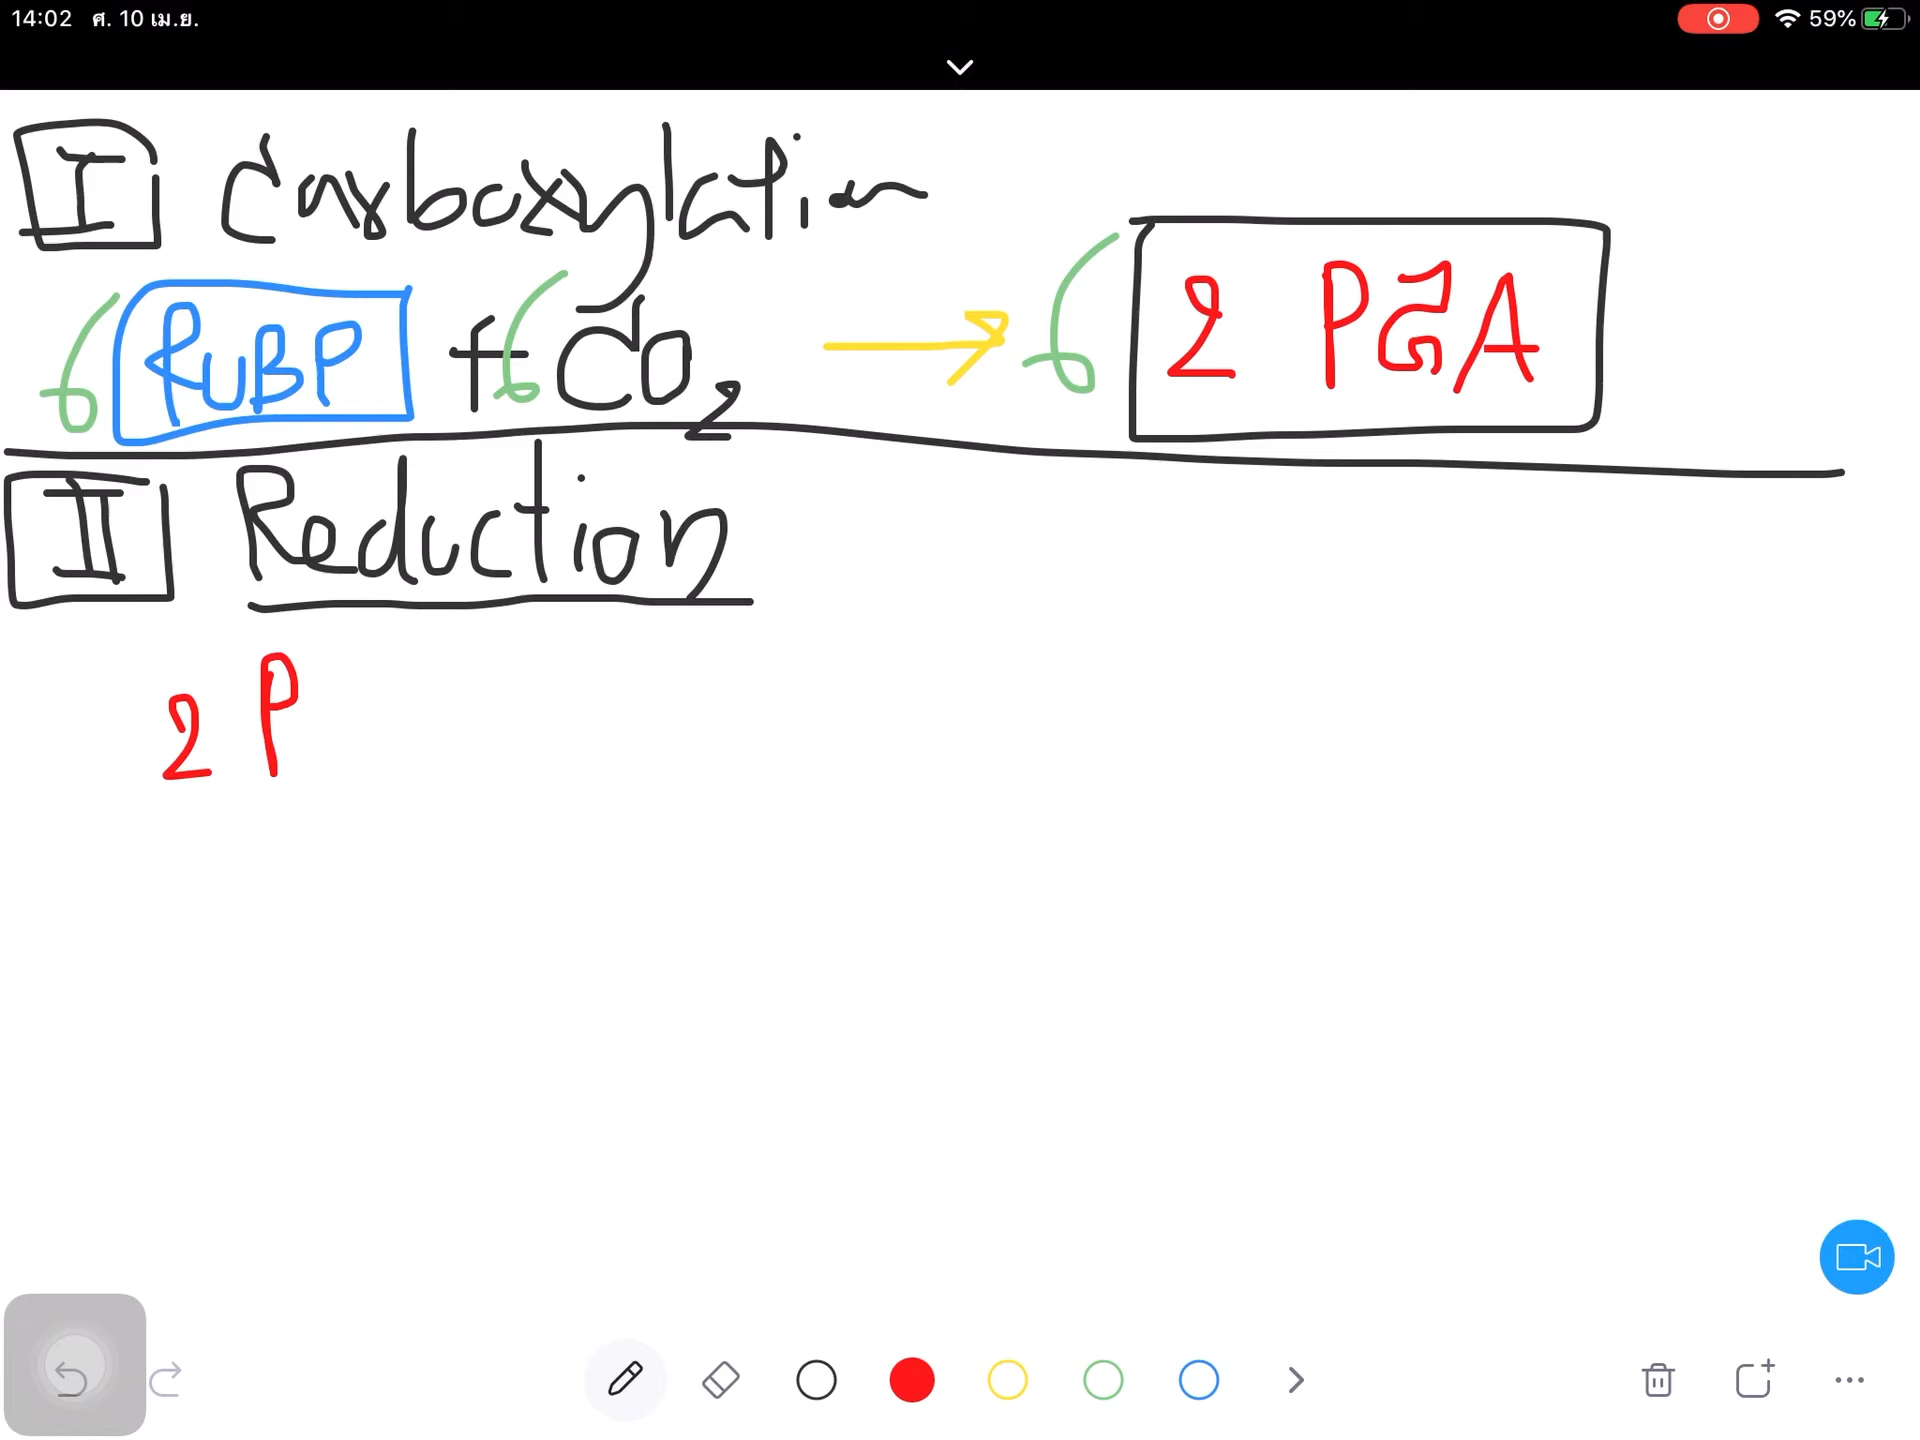 14:02 ศ. 10 เม.ย. 59%
I Carboxylation
6 RuBP + 6 CO2 → 6 2 PGA
II Reduction
2 P